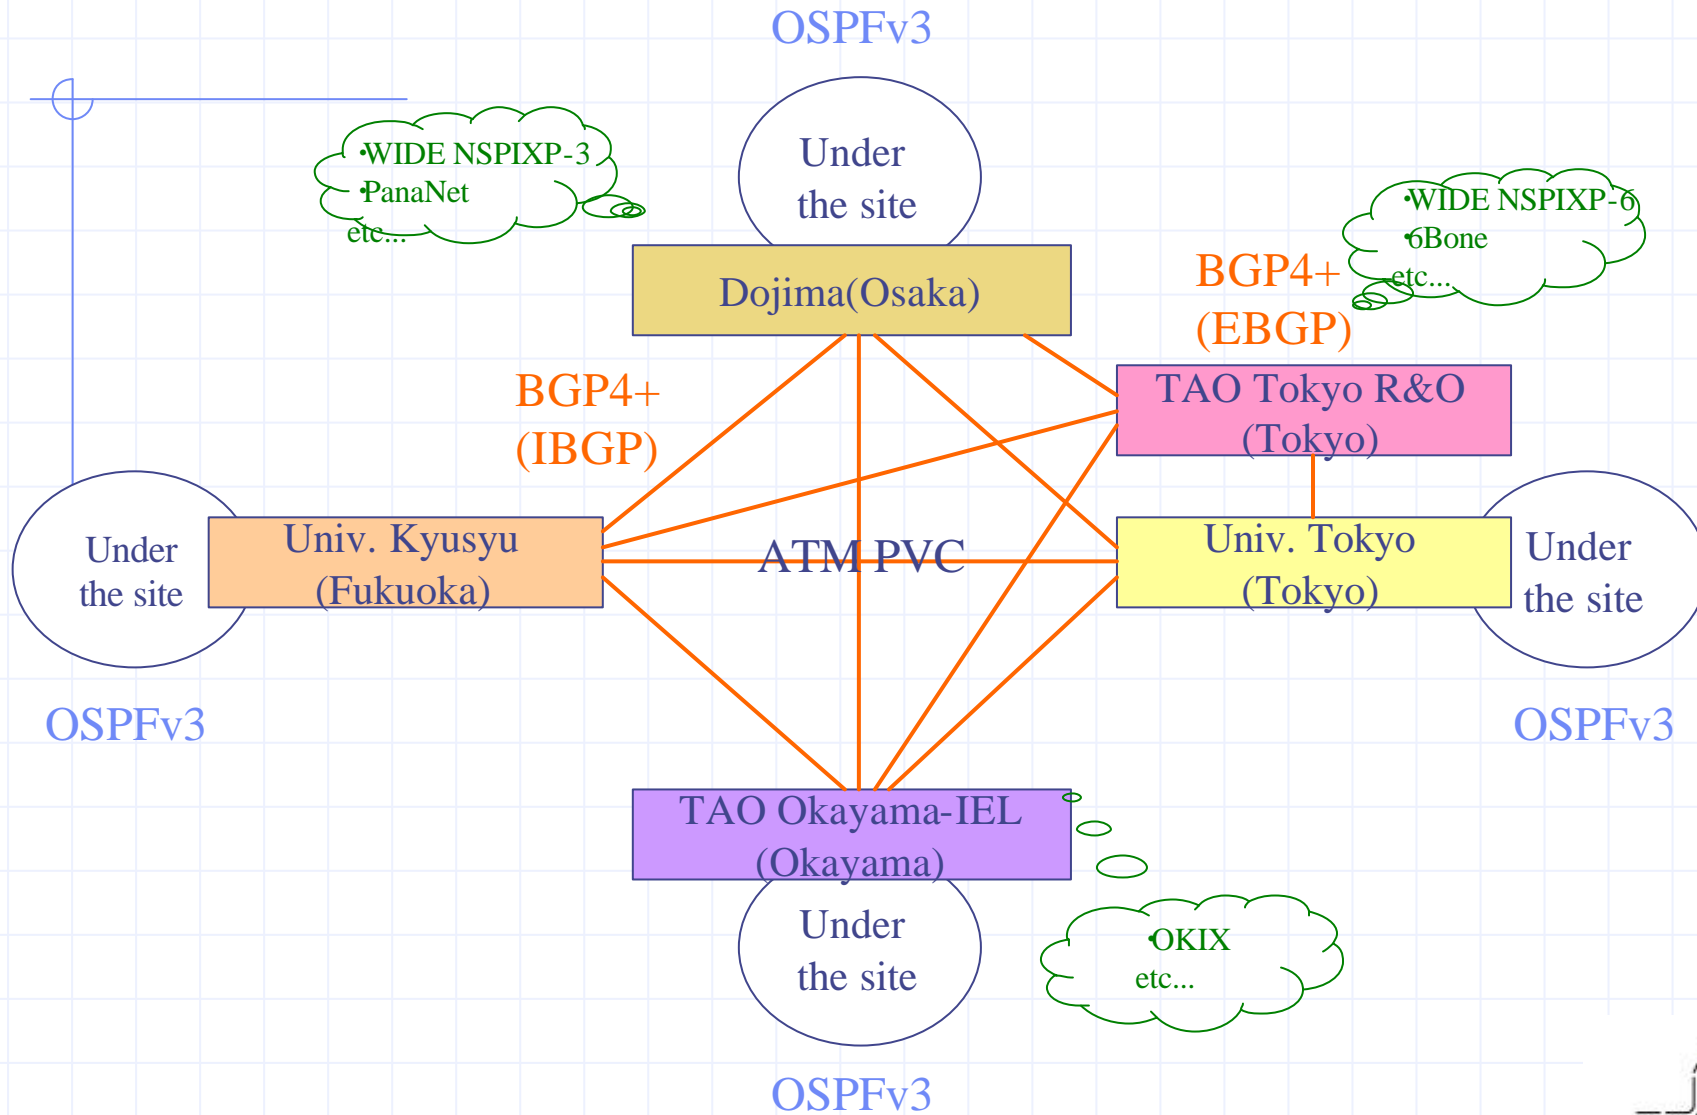 OSPFv3
Under
the site
•WIDE NSPIXP-3
•PanaNet
etc...
•WIDE NSPIXP-6
•6Bone
etc...
Dojima(Osaka)
BGP4+
(EBGP)
BGP4+
(IBGP)
TAO Tokyo R&O
(Tokyo)
Under
the site
Univ. Kyusyu
(Fukuoka)
ATM PVC
Univ. Tokyo
(Tokyo)
Under
the site
OSPFv3
OSPFv3
TAO Okayama-IEL
(Okayama)
Under
the site
•OKIX
etc...
OSPFv3